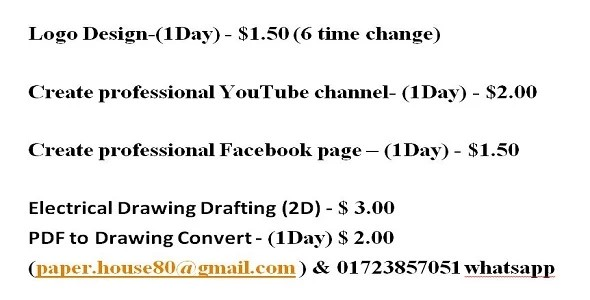 Logo Design-(1Day) - $1.50 (6 time change)
Create professional YouTube channel- (1Day) - $2.00
Create professional Facebook page – (1Day) - $1.50
Electrical Drawing Drafting (2D) - $ 3.00
PDF to Drawing Convert - (1Day) $ 2.00
(paper.house80@gmail.com ) & 01723857051 whatsapp